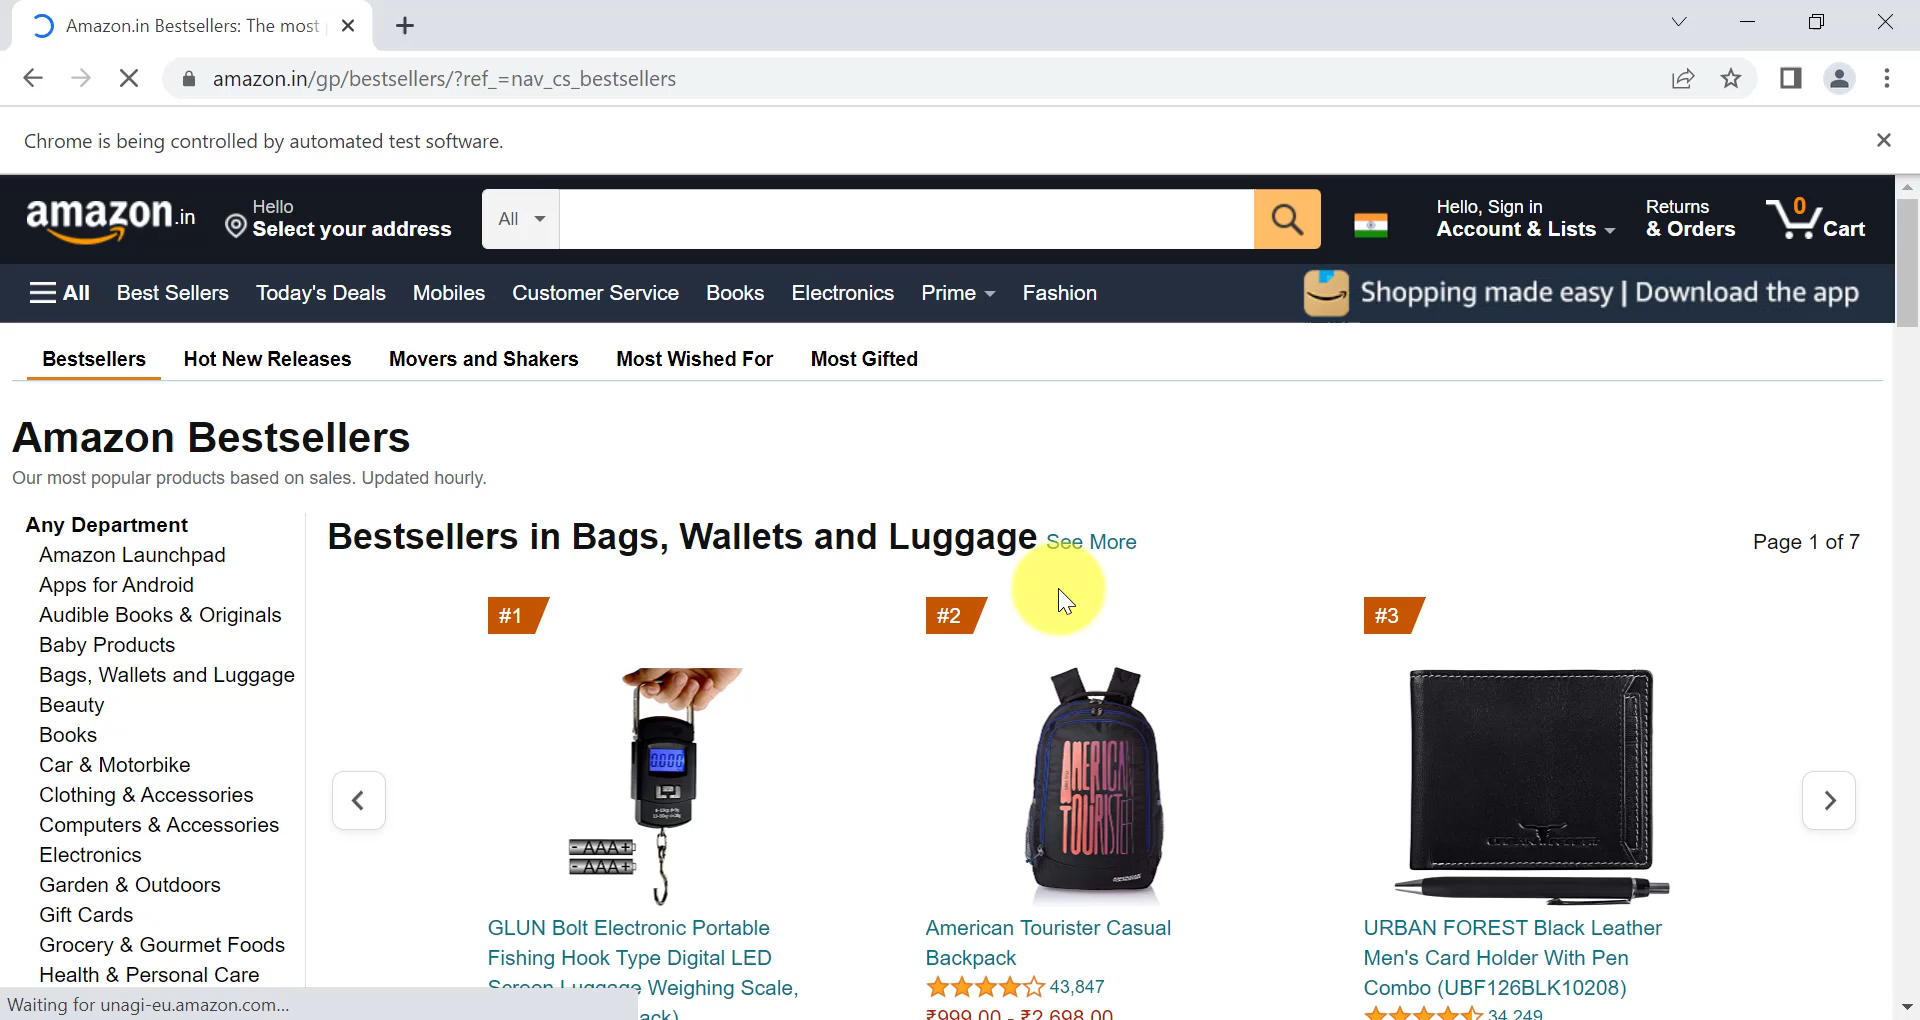 Amazon.in Bestsellers: The most
amazon.in/gp/bestsellers/?ref_=nav_cs_bestsellers
Chrome is being controlled by automated test software.
amazon.in
Hello
Select your address
All
Hello, Sign in
Account & Lists
Returns
& Orders
0
Cart
All Best Sellers Today's Deals Mobiles Customer Service Books Electronics Prime Fashion
Shopping made easy | Download the app
Bestsellers Hot New Releases Movers and Shakers Most Wished For Most Gifted
Amazon Bestsellers
Our most popular products based on sales. Updated hourly.
Any Department
Amazon Launchpad
Apps for Android
Audible Books & Originals
Baby Products
Bags, Wallets and Luggage
Beauty
Books
Car & Motorbike
Clothing & Accessories
Computers & Accessories
Electronics
Garden & Outdoors
Gift Cards
Grocery & Gourmet Foods
Health & Personal Care
Bestsellers in Bags, Wallets and Luggage See More
Page 1 of 7
#1
0.000
AAA
AAA
GLUN Bolt Electronic Portable
Fishing Hook Type Digital LED
Screen Luggage Weighing Scale,
ack)
#2
AMERICAN
TOURISTER
American Tourister Casual
Backpack
43,847
₹999.00 - ₹2,698.00
#3
URBAN FOREST Black Leather
Men's Card Holder With Pen
Combo (UBF126BLK10208)
34,249
Waiting for unagi-eu.amazon.com...